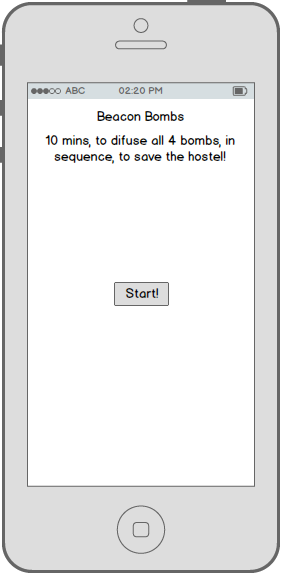 ABC 02:20 PM
Beacon Bombs
10 mins, to difuse all 4 bombs, in
sequence, to save the hostel!
Start!